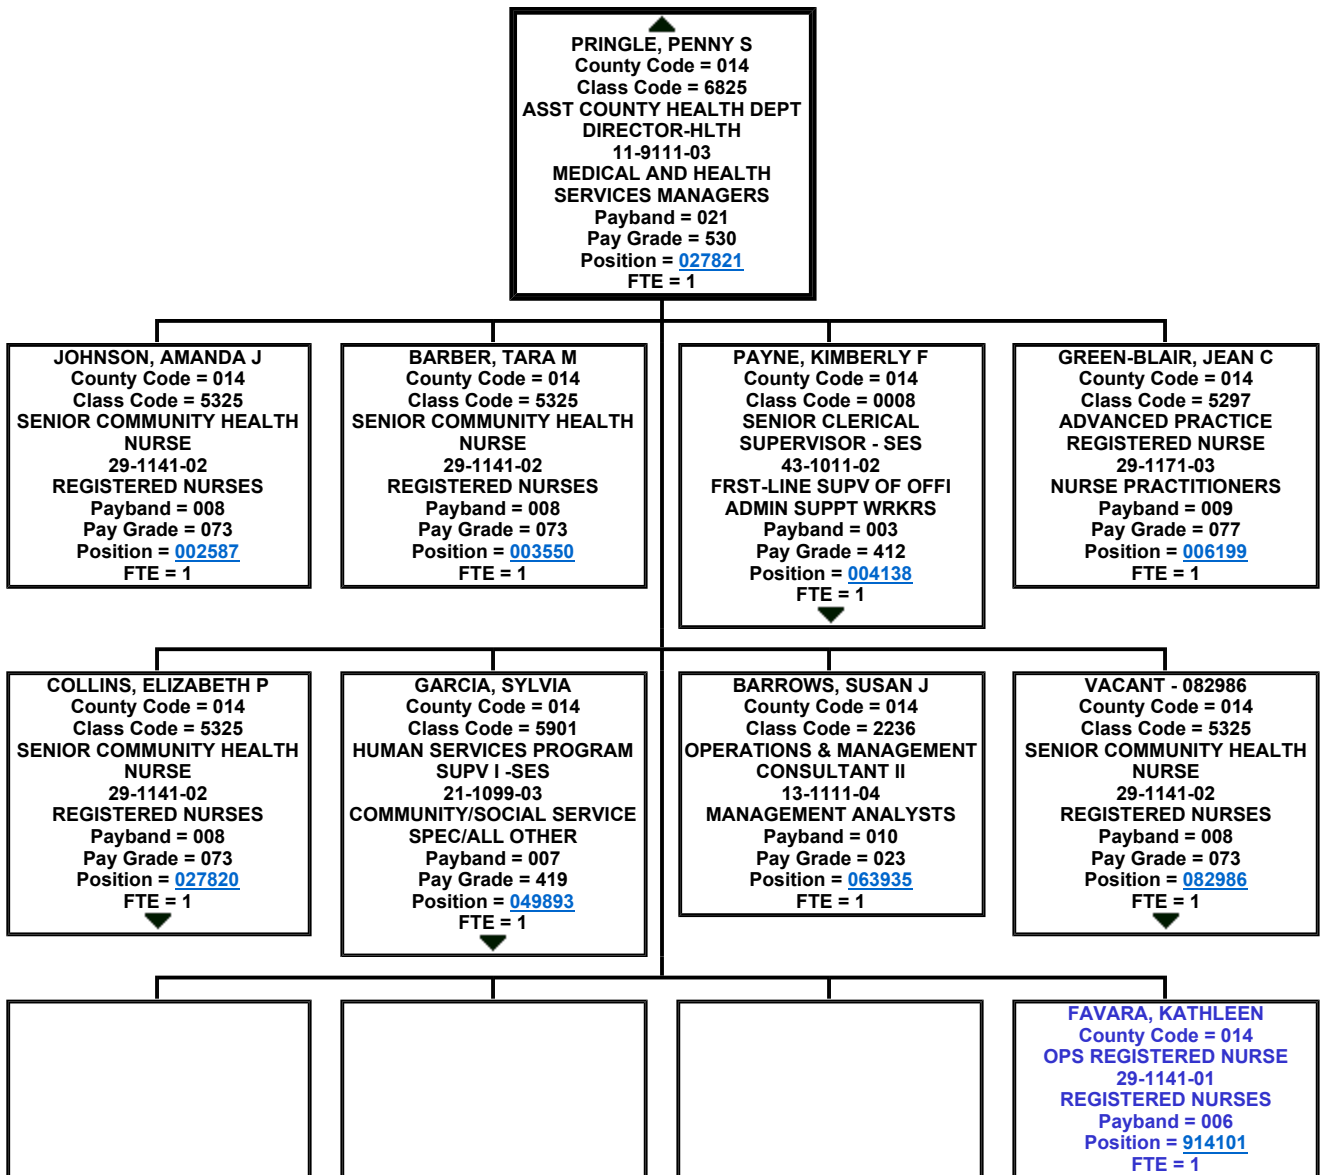 PRINGLE, PENNY S
County Code = 014
Class Code = 6825
ASST COUNTY HEALTH DEPT
DIRECTOR-HLTH
11-9111-03
MEDICAL AND HEALTH
SERVICES MANAGERS
Payband = 021
Pay Grade = 530
Position = 027821
FTE = 1
JOHNSON, AMANDA J
County Code = 014
Class Code = 5325
SENIOR COMMUNITY HEALTH
NURSE
29-1141-02
REGISTERED NURSES
Payband = 008
Pay Grade = 073
Position = 002587
FTE = 1
BARBER, TARA M
County Code = 014
Class Code = 5325
SENIOR COMMUNITY HEALTH
NURSE
29-1141-02
REGISTERED NURSES
Payband = 008
Pay Grade = 073
Position = 003550
FTE = 1
PAYNE, KIMBERLY F
County Code = 014
Class Code = 0008
SENIOR CLERICAL
SUPERVISOR - SES
43-1011-02
FRST-LINE SUPV OF OFFI
ADMIN SUPPT WRKRS
Payband = 003
Pay Grade = 412
Position = 004138
FTE = 1
GREEN-BLAIR, JEAN C
County Code = 014
Class Code = 5297
ADVANCED PRACTICE
REGISTERED NURSE
29-1171-03
NURSE PRACTITIONERS
Payband = 009
Pay Grade = 077
Position = 006199
FTE = 1
COLLINS, ELIZABETH P
County Code = 014
Class Code = 5325
SENIOR COMMUNITY HEALTH
NURSE
29-1141-02
REGISTERED NURSES
Payband = 008
Pay Grade = 073
Position = 027820
FTE = 1
GARCIA, SYLVIA
County Code = 014
Class Code = 5901
HUMAN SERVICES PROGRAM
SUPV I -SES
21-1099-03
COMMUNITY/SOCIAL SERVICE
SPEC/ALL OTHER
Payband = 007
Pay Grade = 419
Position = 049893
FTE = 1
BARROWS, SUSAN J
County Code = 014
Class Code = 2236
OPERATIONS & MANAGEMENT
CONSULTANT II
13-1111-04
MANAGEMENT ANALYSTS
Payband = 010
Pay Grade = 023
Position = 063935
FTE = 1
VACANT - 082986
County Code = 014
Class Code = 5325
SENIOR COMMUNITY HEALTH
NURSE
29-1141-02
REGISTERED NURSES
Payband = 008
Pay Grade = 073
Position = 082986
FTE = 1
FAVARA, KATHLEEN
County Code = 014
OPS REGISTERED NURSE
29-1141-01
REGISTERED NURSES
Payband = 006
Position = 914101
FTE = 1